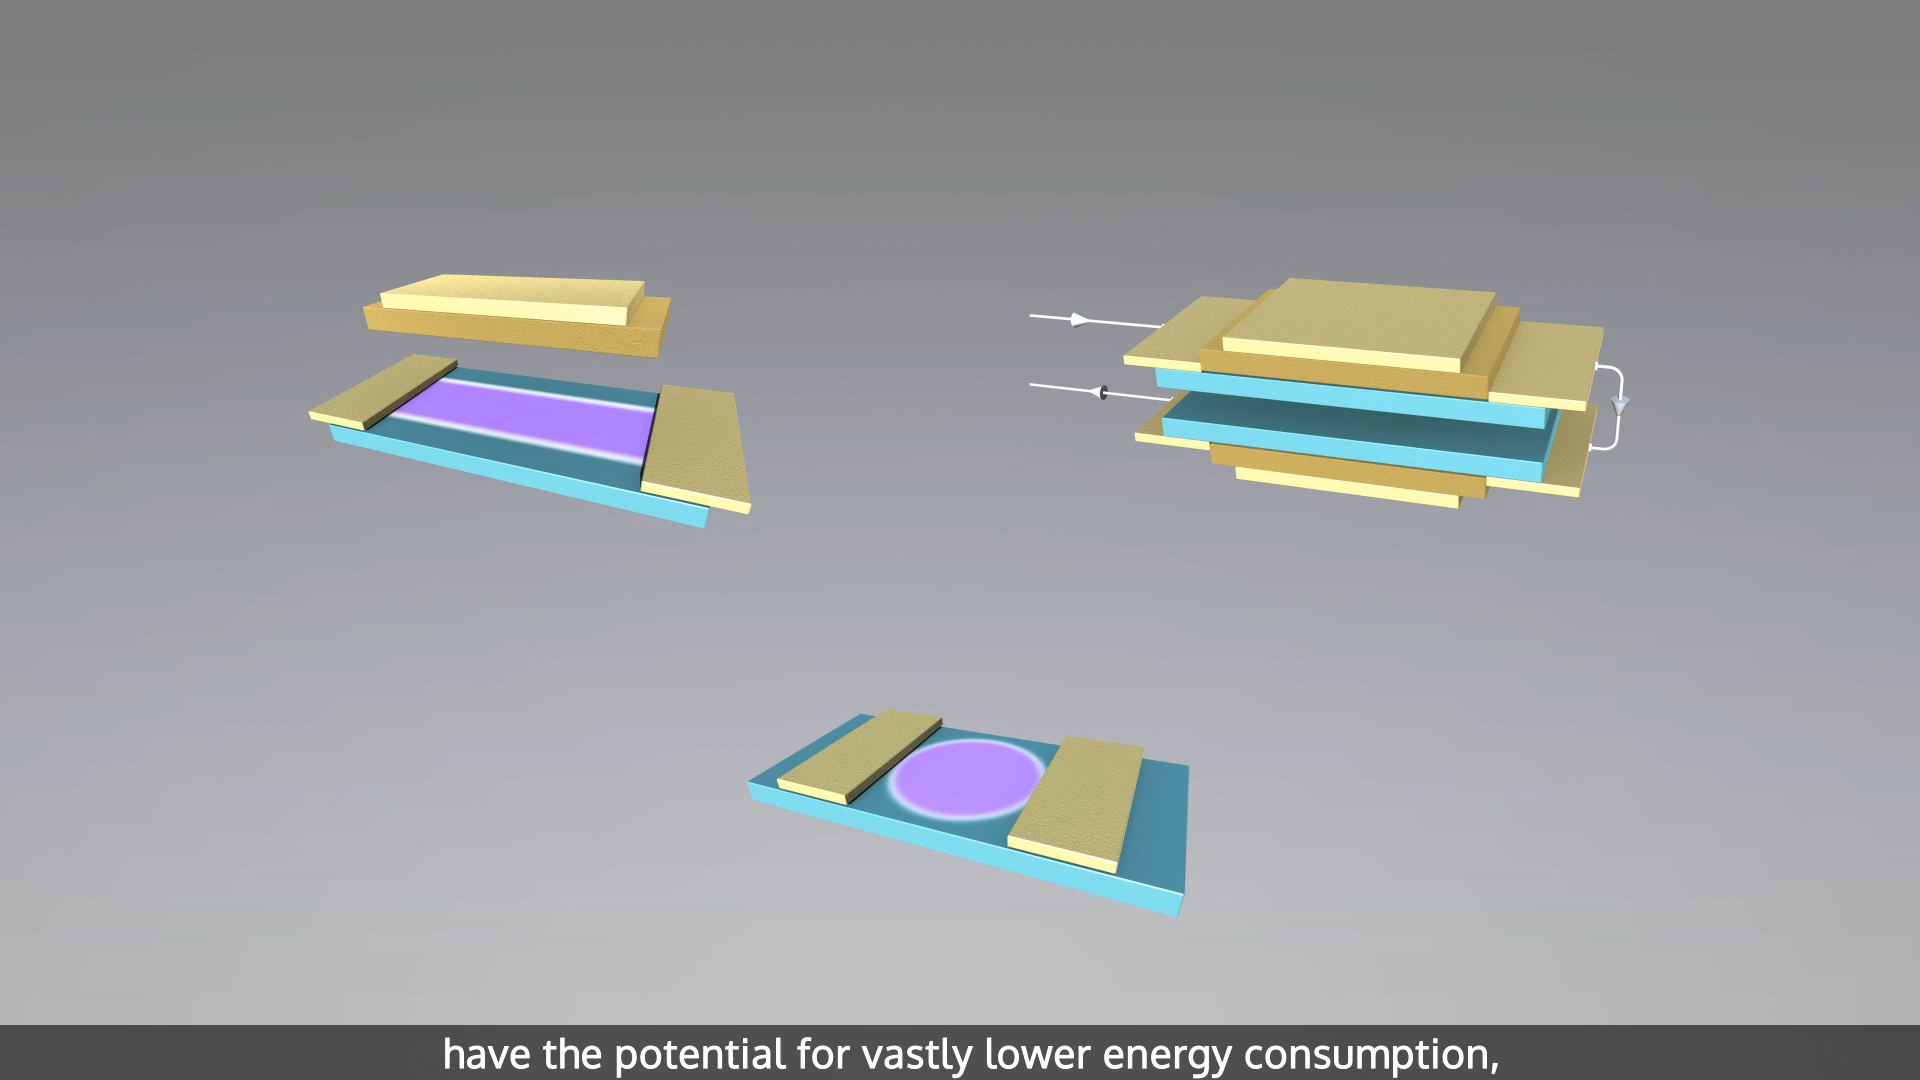 have the potential for vastly lower energy consumption,